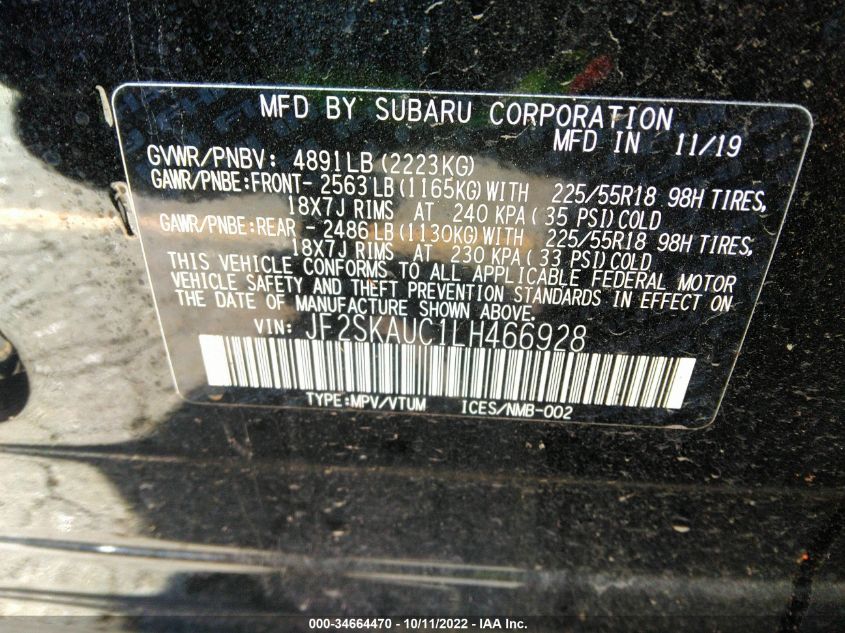 MFD BY SUBARU CORPORATION
MFD IN 11/19
GVWR/PNBV: 4891LB(2223KG)
GAWR/PNBE:FRONT- 2563LB(1165KG)WITH 225/55R18 98H TIRES,
18X7J RIMS AT 240 KPA(35 PSI)COLD
GAWR/PNBE:REAR - 2486LB(1130KG)WITH 225/55R18 98H TIRES,
18X7J RIMS AT 230 KPA(33 PSI)COLD
THIS VEHICLE CONFORMS TO ALL APPLICABLE FEDERAL MOTOR
VEHICLE SAFETY AND THEFT PREVENTION STANDARDS IN EFFECT ON
THE DATE OF MANUFACTURE SHOWN ABOVE.
VIN: JF2SKAUC1LH466928
TYPE:MPV/VTUM ICES/NMB-002
000-34664470 - 10/11/2022 - IAA Inc.